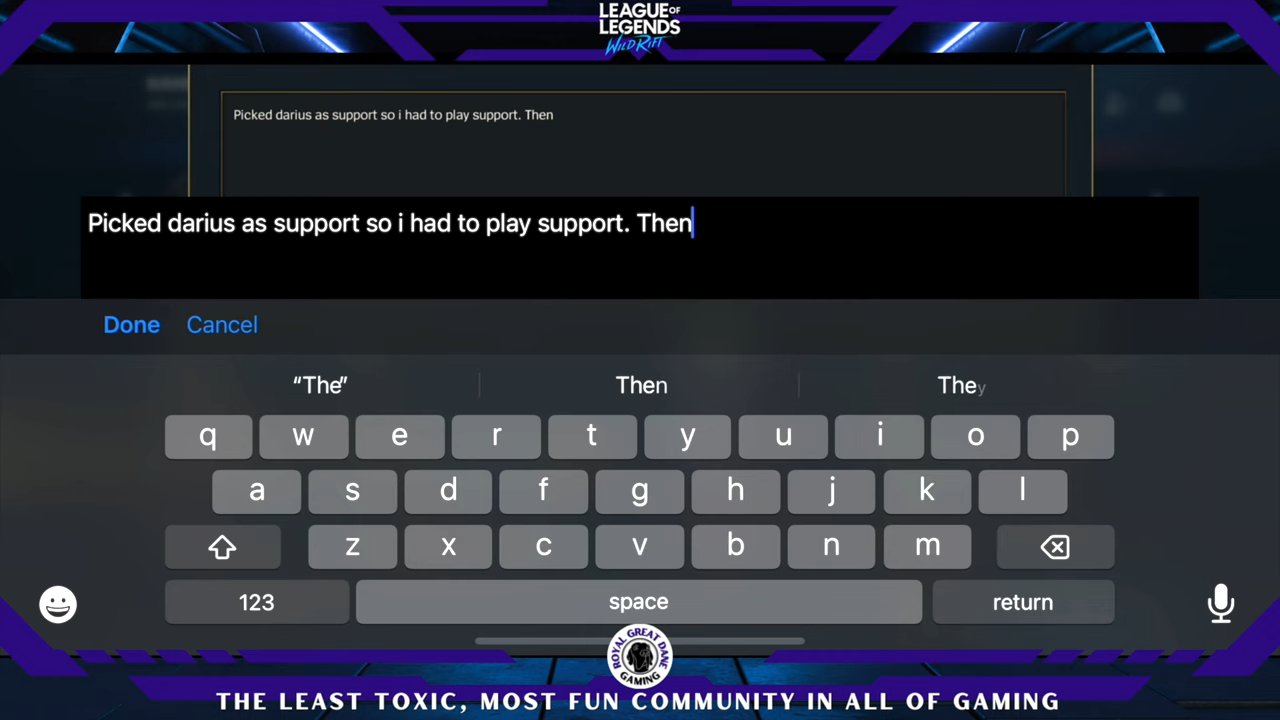 LEAGUE OF
LEGENDS
WILD RIFT
Picked darius as support so i had to play support. Then
Picked darius as support so i had to play support. Then
Done Cancel
“The” Then They
q w e r t y u i o p
a s d f g h j k l
z x c v b n m
123 space return
ROYAL GREAT DANE
GAMING
THE LEAST TOXIC, MOST FUN COMMUNITY IN ALL OF GAMING